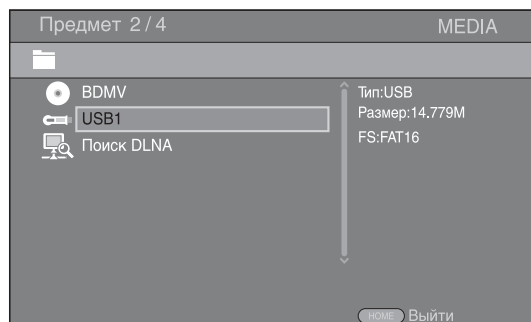 Предмет 2/4 MEDIA
BDMV
USB1
Поиск DLNA
Тип:USB
Размер:14.779M
FS:FAT16
HOME Выйти